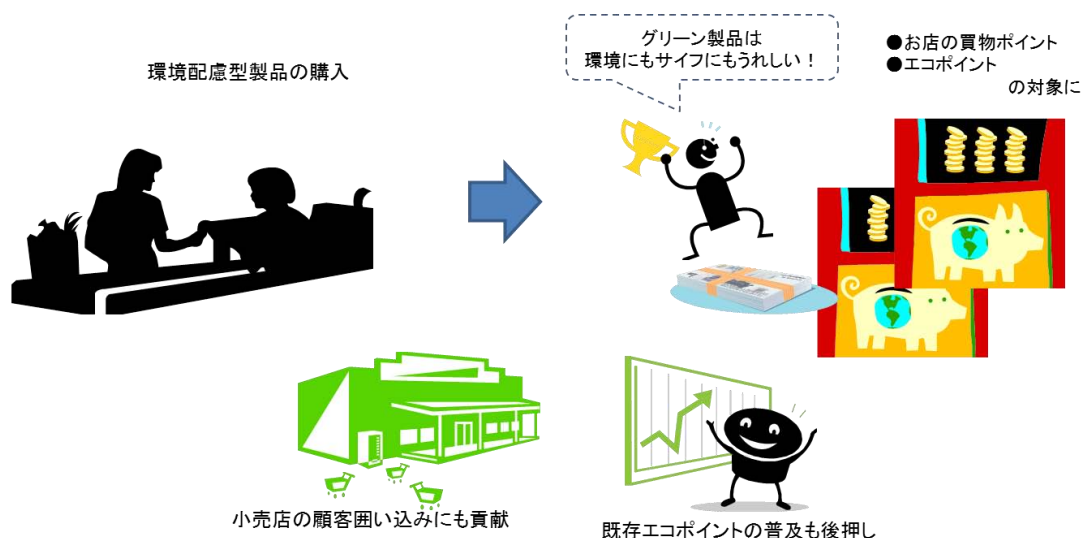 環境配慮型製品の購入
グリーン製品は
環境にもサイフにもうれしい！
●お店の買物ポイント
●エコポイント
の対象に
小売店の顧客囲い込みにも貢献
既存エコポイントの普及も後押し